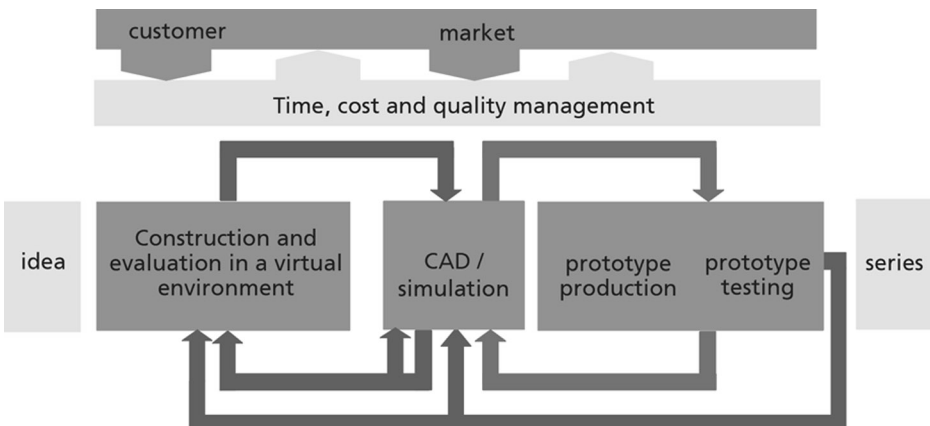 customer
market
Time, cost and quality management
idea
Construction and
evaluation in a virtual
environment
CAD /
simulation
prototype
production
prototype
testing
series